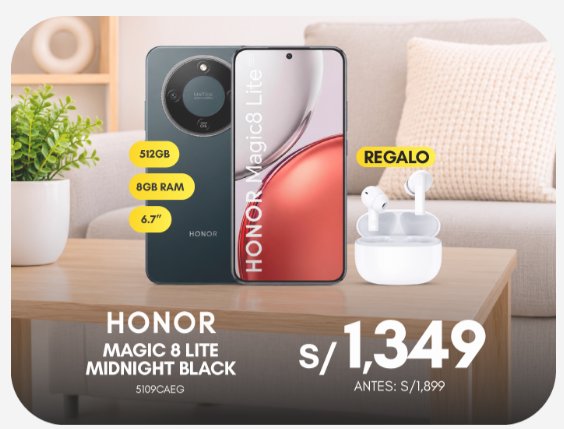 512GB
8GB RAM
6.7"
HONOR
HONOR Magic8 Lite
REGALO
HONOR
MAGIC 8 LITE
MIDNIGHT BLACK
5109CAEG
S/1,349
ANTES: S/1,899